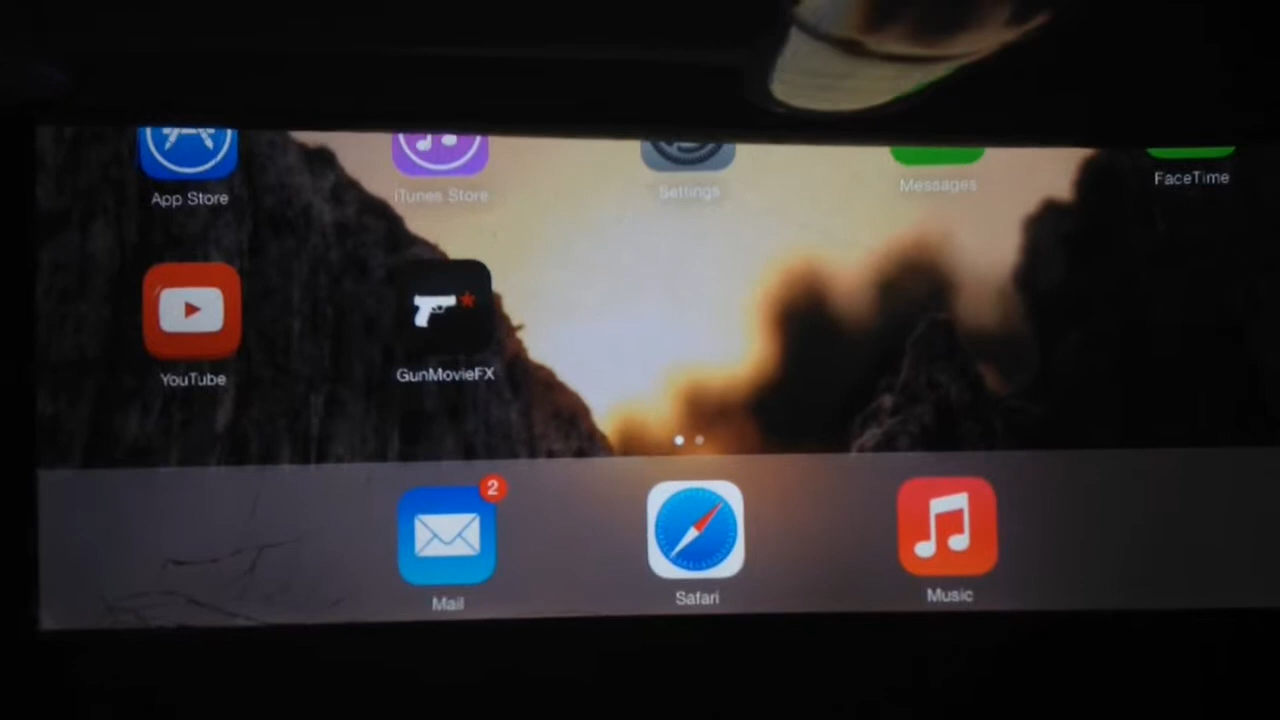 App Store
iTunes Store
Settings
Messages
FaceTime
YouTube
GunMovieFX
2
Mail
Safari
Music